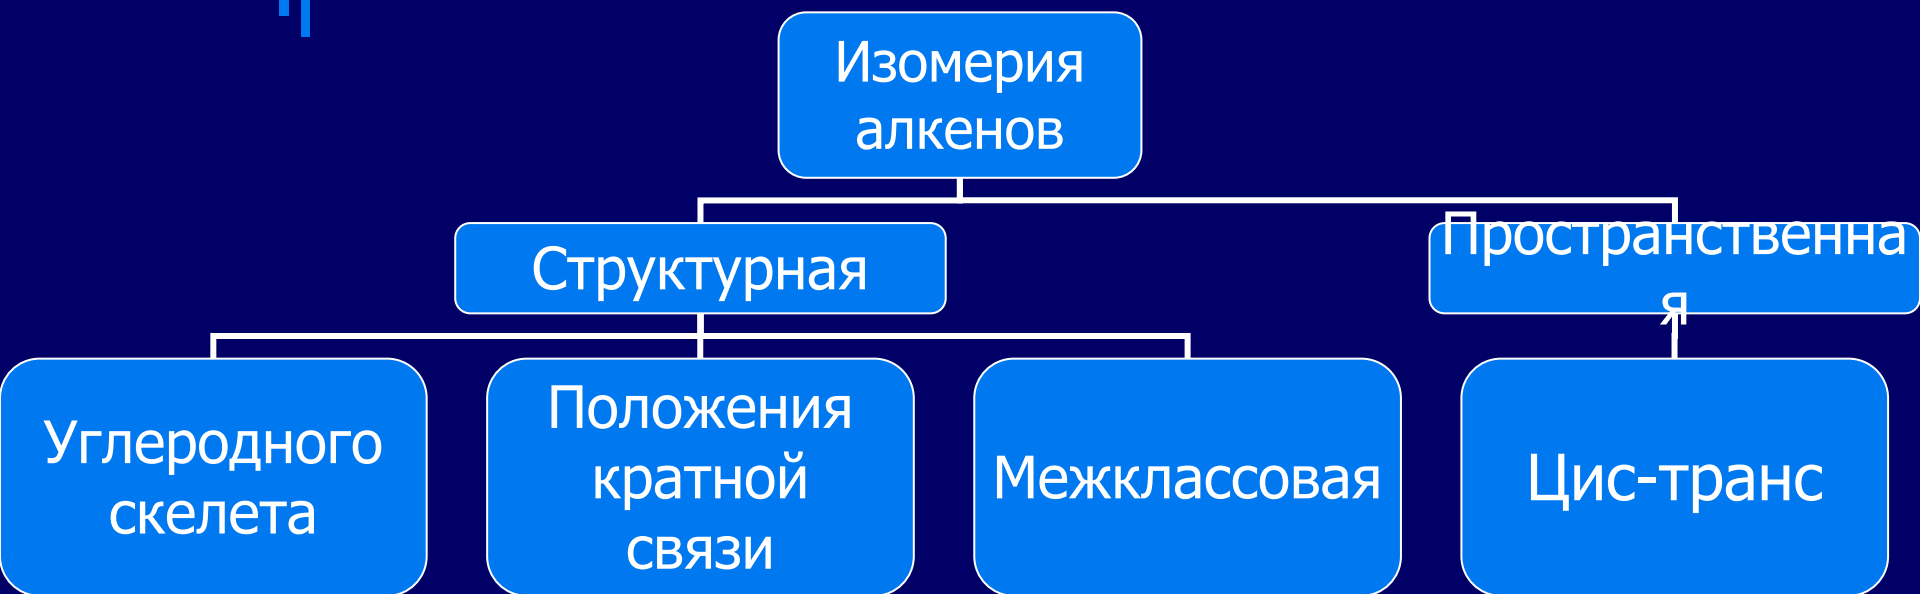 Изомерия
алкенов
Структурная
Пространственна
я
Углеродного
скелета
Положения
кратной
связи
Межклассовая
Цис-транс